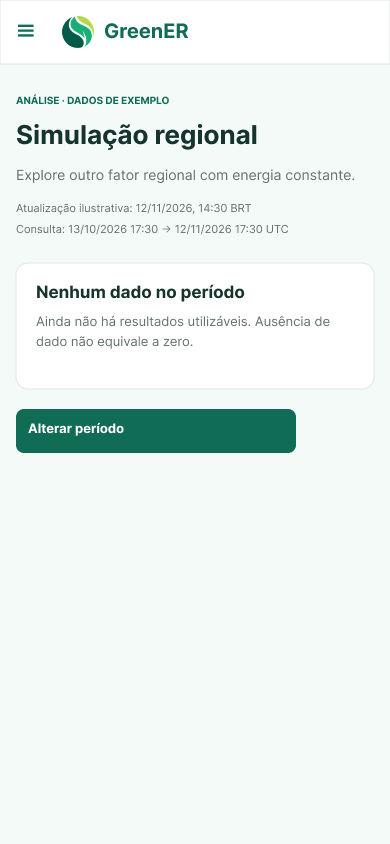 GreenER
ANÁLISE · DADOS DE EXEMPLO
Simulação regional
Explore outro fator regional com energia constante.
Atualização ilustrativa: 12/11/2026, 14:30 BRT
Consulta: 13/10/2026 17:30 → 12/11/2026 17:30 UTC
Nenhum dado no período
Ainda não há resultados utilizáveis. Ausência de
dado não equivale a zero.
Alterar período